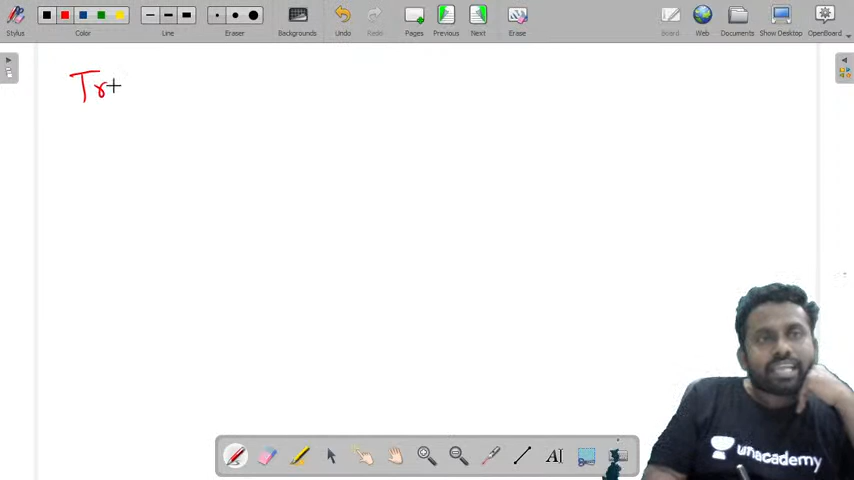 Stylus
Color
Line
Eraser
Backgrounds
Undo
Redo
Pages
Previous
Next
Erase
Board
Web
Documents
Show Desktop
OpenBoard
Tr
AI
unacademy